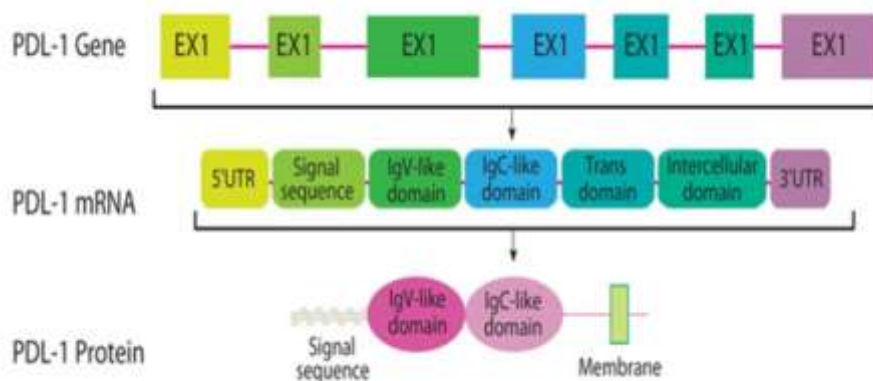 PDL-1 Gene
EX1 EX1 EX1 EX1 EX1 EX1 EX1
PDL-1 mRNA
5'UTR
Signal
sequence
IgV-like
domain
IgC-like
domain
Trans
domain
Intercellular
domain
3'UTR
PDL-1 Protein
Signal
sequence
IgV-like
domain
IgC-like
domain
Membrane